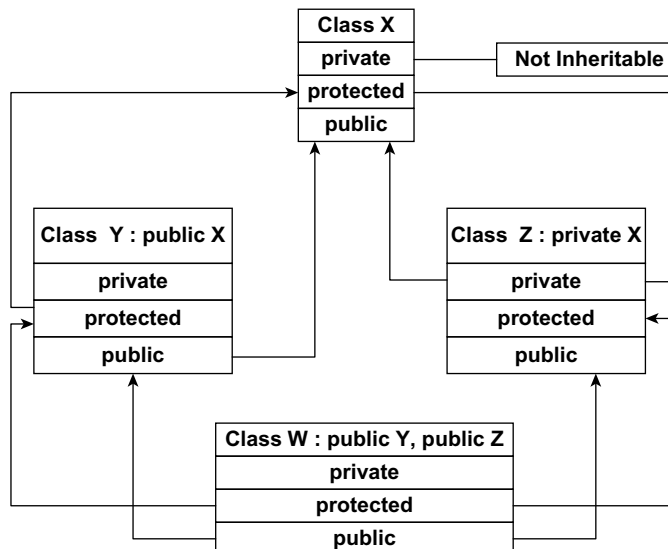 Class X
private
Not Inheritable
protected
public
Class Y : public X
private
protected
public
Class Z : private X
private
protected
public
Class W : public Y, public Z
private
protected
public